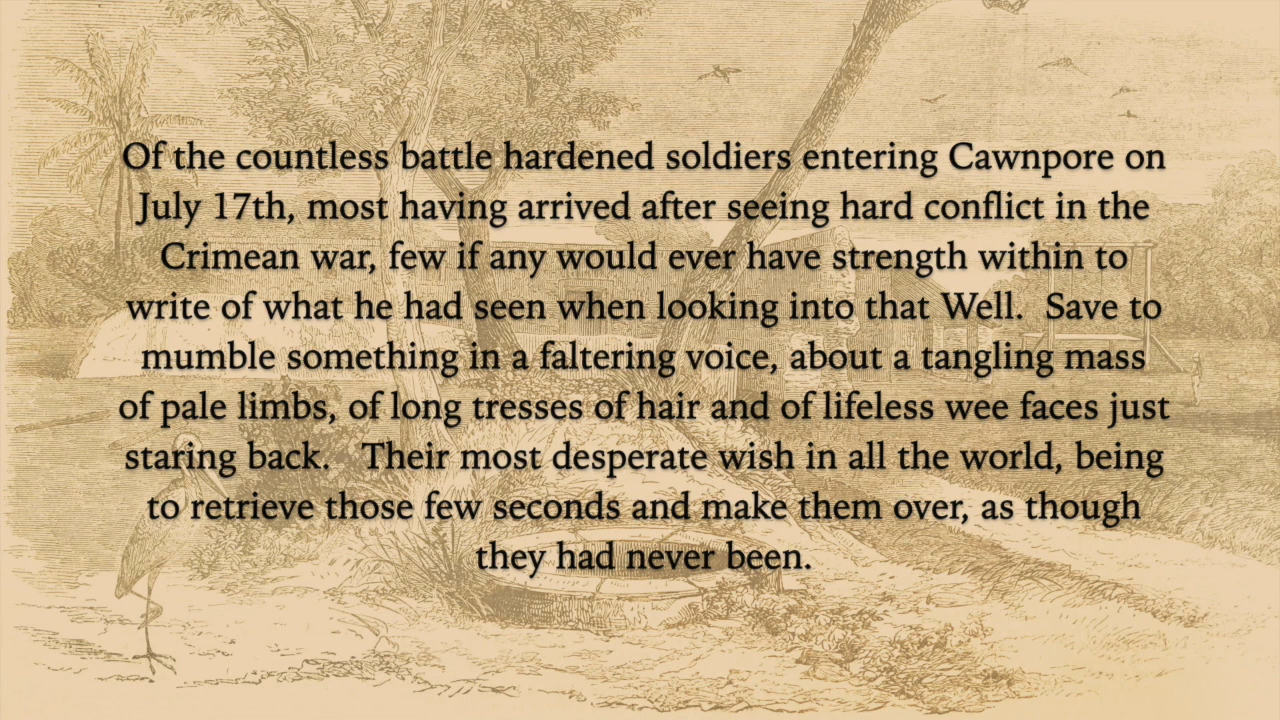 Of the countless battle hardened soldiers entering Cawnpore on
July 17th, most having arrived after seeing hard conflict in the
Crimean war, few if any would ever have strength within to
write of what he had seen when looking into that Well.  Save to
mumble something in a faltering voice, about a tangling mass
of pale limbs, of long tresses of hair and of lifeless wee faces just
staring back.   Their most desperate wish in all the world, being
to retrieve those few seconds and make them over, as though
they had never been.